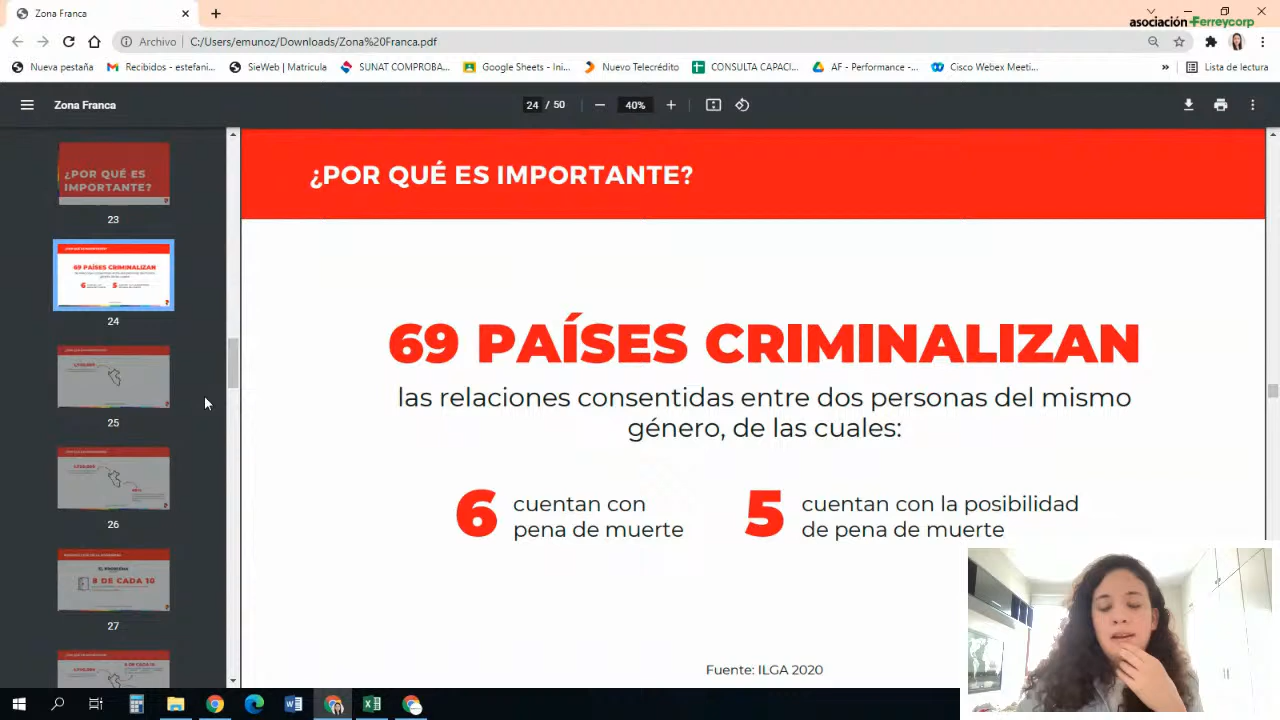 Zona Franca
asociación Ferreycorp
Archivo
C:/Users/emunoz/Downloads/Zona%20Franca.pdf
Nueva pestaña
Recibidos - estefani...
SieWeb | Matricula
SUNAT COMPROBA...
Google Sheets - Ini...
Nuevo Telecrédito
CONSULTA CAPACI...
AF - Performance -...
Cisco Webex Meeti...
»
Lista de lectura
Zona Franca
24 / 50
40%
¿POR QUÉ ES
IMPORTANTE?
23
69 PAÍSES CRIMINALIZAN
6
5
24
25
26
8 DE CADA 10
27
¿POR QUÉ ES IMPORTANTE?
69 PAÍSES CRIMINALIZAN
las relaciones consentidas entre dos personas del mismo
género, de las cuales:
6 cuentan con
pena de muerte
5 cuentan con la posibilidad
de pena de muerte
Fuente: ILGA 2020